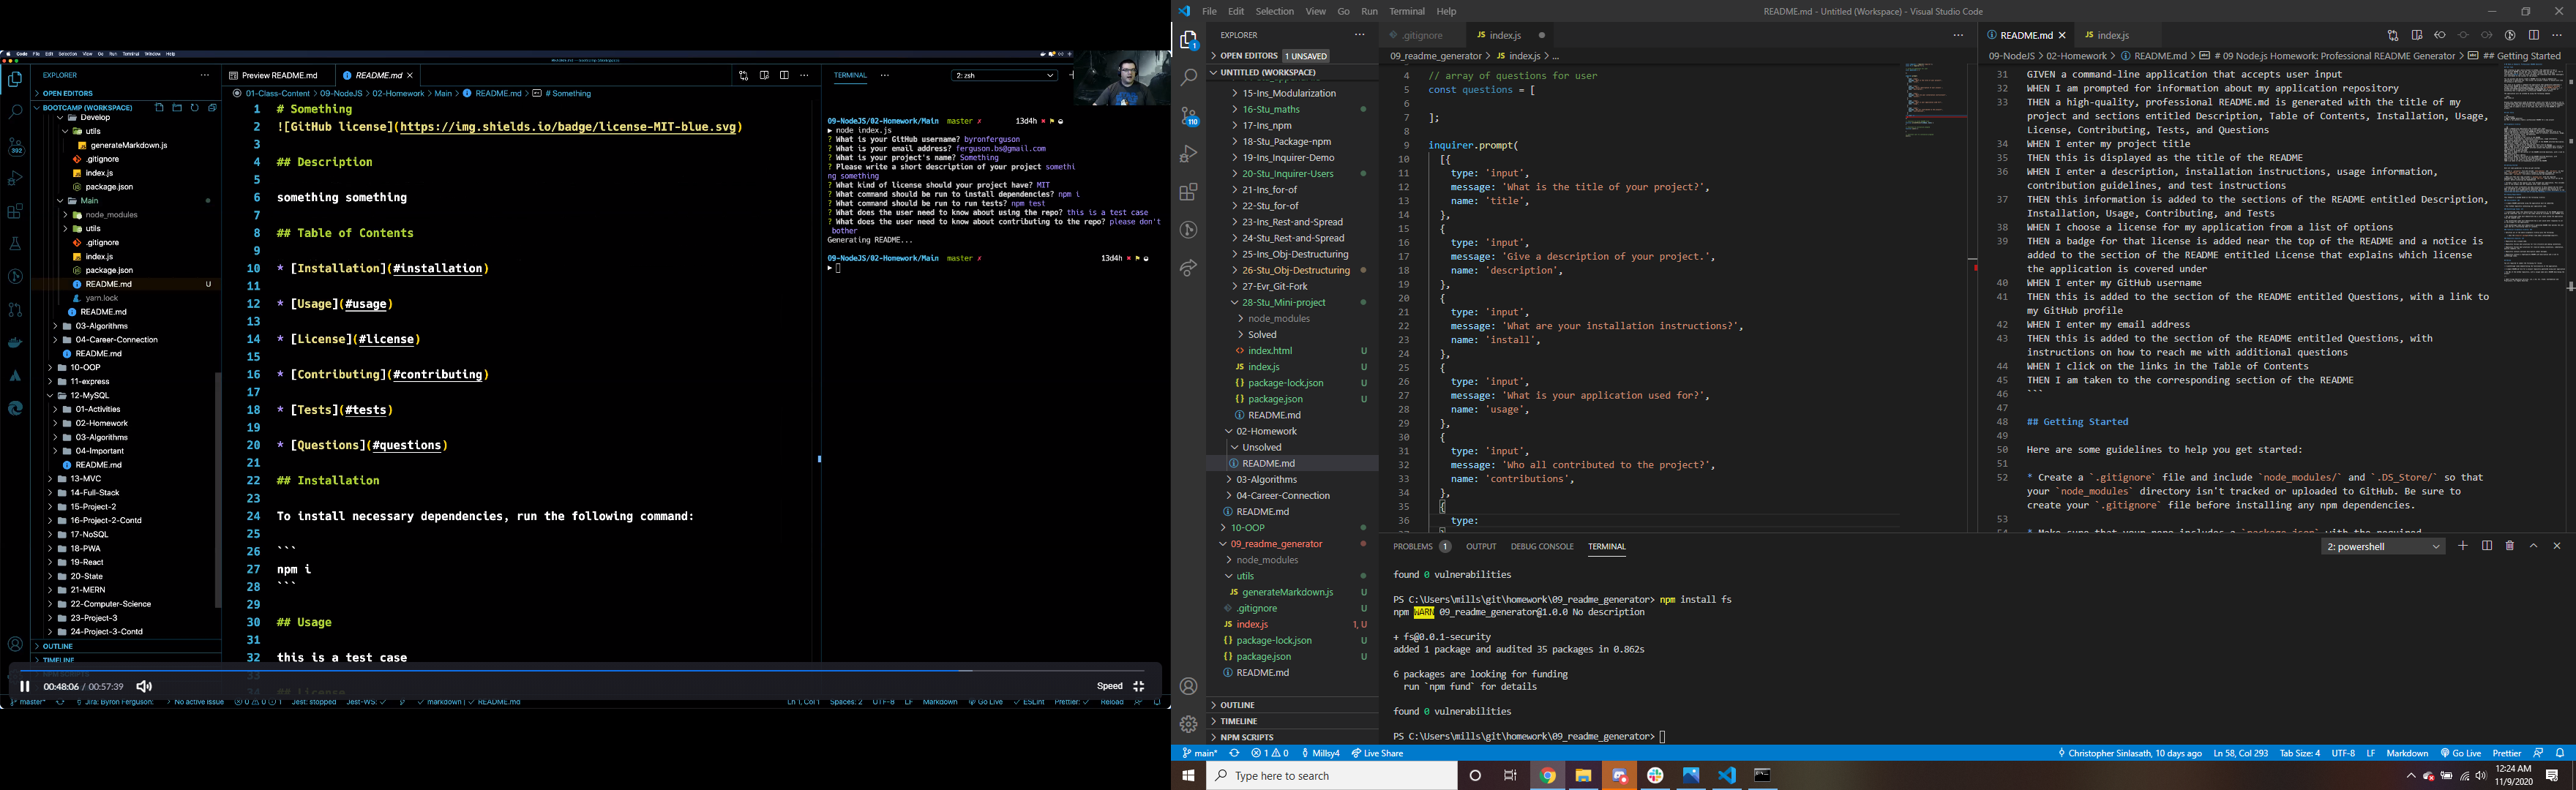 Code File Edit Selection View Go Run Terminal Window Help
EXPLORER
OPEN EDITORS
BOOTCAMP (WORKSPACE)
Develop
utils
generateMarkdown.js
.gitignore
index.js
package.json
Main
node_modules
utils
.gitignore
index.js
package.json
README.md U
yarn.lock
README.md
03-Algorithms
04-Career-Connection
README.md
10-OOP
11-express
12-MySQL
01-Activities
02-Homework
03-Algorithms
04-Important
README.md
13-MVC
14-Full-Stack
15-Project-2
16-Project-2-Contd
17-NoSQL
18-PWA
19-React
20-State
21-MERN
22-Computer-Science
23-Project-3
24-Project-3-Contd
OUTLINE
TIMELINE
Preview README.md README.md
01-Class-Content > 09-NodeJS > 02-Homework > Main > README.md > # Something
1 # Something
2 ![GitHub license](https://img.shields.io/badge/license-MIT-blue.svg)
3
4 ## Description
5
6 something something
7
8 ## Table of Contents
9
10 * [Installation](#installation)
11
12 * [Usage](#usage)
13
14 * [License](#license)
15
16 * [Contributing](#contributing)
17
18 * [Tests](#tests)
19
20 * [Questions](#questions)
21
22 ## Installation
23
24 To install necessary dependencies, run the following command:
25
26 ```
27 npm i
28 ```
29
30 ## Usage
31
32 this is a test case
33
34 ## License
TERMINAL 2: zsh
09-NodeJS/02-Homework/Main master ✗ 13d4h
node index.js
? What is your GitHub username? byronferguson
? What is your email address? ferguson.bs@gmail.com
? What is your project's name? Something
? Please write a short description of your project somethi
ng something
? What kind of license should your project have? MIT
? What command should be run to install dependencies? npm i
? What command should be run to run tests? npm test
? What does the user need to know about using the repo? this is a test case
? What does the user need to know about contributing to the repo? please don't
bother
Generating README...
09-NodeJS/02-Homework/Main master ✗ 13d4h
00:48:06 / 00:57:39
Speed
master* Jira: Byron Ferguson: No active issue 0 0 1 Jest: stopped Jest-WS: ✓ markdown | ✓ README.md Ln 1, Col 1 Spaces: 2 UTF-8 LF Markdown Go Live ESLint Prettier: ✓ Reload
File Edit Selection View Go Run Terminal Help
README.md - Untitled (Workspace) - Visual Studio Code
EXPLORER
OPEN EDITORS 1 UNSAVED
UNTITLED (WORKSPACE)
15-Ins_Modularization
16-Stu_maths
17-Ins_npm
18-Stu_Package-npm
19-Ins_Inquirer-Demo
20-Stu_Inquirer-Users
21-Ins_for-of
22-Stu_for-of
23-Ins_Rest-and-Spread
24-Stu_Rest-and-Spread
25-Ins_Obj-Destructuring
26-Stu_Obj-Destructuring
27-Evr_Git-Fork
28-Stu_Mini-project
node_modules
Solved
index.html U
index.js U
package-lock.json U
package.json U
README.md
02-Homework
Unsolved
README.md
03-Algorithms
04-Career-Connection
README.md
10-OOP
09_readme_generator
node_modules
utils
generateMarkdown.js U
.gitignore U
index.js 1, U
package-lock.json U
package.json U
README.md
OUTLINE
TIMELINE
NPM SCRIPTS
.gitignore index.js
09_readme_generator > index.js > ...
4 // array of questions for user
5 const questions = [
6
7 ];
8
9 inquirer.prompt(
10 [{
11 type: 'input',
12 message: 'What is the title of your project?',
13 name: 'title',
14 },
15 {
16 type: 'input',
17 message: 'Give a description of your project.',
18 name: 'description',
19 },
20 {
21 type: 'input',
22 message: 'What are your installation instructions?',
23 name: 'install',
24 },
25 {
26 type: 'input',
27 message: 'What is your application used for?',
28 name: 'usage',
29 },
30 {
31 type: 'input',
32 message: 'Who all contributed to the project?',
33 name: 'contributions',
34 },
35 {
36 type:
README.md index.js
09-NodeJS > 02-Homework > README.md > # 09 Node.js Homework: Professional README Generator > ## Getting Started
31 GIVEN a command-line application that accepts user input
32 WHEN I am prompted for information about my application repository
33 THEN a high-quality, professional README.md is generated with the title of my
project and sections entitled Description, Table of Contents, Installation, Usage,
License, Contributing, Tests, and Questions
34 WHEN I enter my project title
35 THEN this is displayed as the title of the README
36 WHEN I enter a description, installation instructions, usage information,
contribution guidelines, and test instructions
37 THEN this information is added to the sections of the README entitled Description,
Installation, Usage, Contributing, and Tests
38 WHEN I choose a license for my application from a list of options
39 THEN a badge for that license is added near the top of the README and a notice is
added to the section of the README entitled License that explains which license
the application is covered under
40 WHEN I enter my GitHub username
41 THEN this is added to the section of the README entitled Questions, with a link to
my GitHub profile
42 WHEN I enter my email address
43 THEN this is added to the section of the README entitled Questions, with
instructions on how to reach me with additional questions
44 WHEN I click on the links in the Table of Contents
45 THEN I am taken to the corresponding section of the README
46 ```
47
48 ## Getting Started
49
50 Here are some guidelines to help you get started:
51
52 * Create a `.gitignore` file and include `node_modules/` and `.DS_Store/` so that
your `node_modules` directory isn't tracked or uploaded to GitHub. Be sure to
create your `.gitignore` file before installing any npm dependencies.
53
54 * Make sure that your repo includes a `package.json` with the required
PROBLEMS 1 OUTPUT DEBUG CONSOLE TERMINAL 2: powershell
found 0 vulnerabilities
PS C:\Users\mills\git\homework\09_readme_generator> npm install fs
npm WARN 09_readme_generator@1.0.0 No description
+ fs@0.0.1-security
added 1 package and audited 35 packages in 0.862s
6 packages are looking for funding
run `npm fund` for details
found 0 vulnerabilities
PS C:\Users\mills\git\homework\09_readme_generator>
main* 1 0 Millsy4 Live Share Christopher Sinlasath, 10 days ago Ln 58, Col 293 Tab Size: 4 UTF-8 LF Markdown Go Live Prettier
Type here to search
12:24 AM
11/9/2020